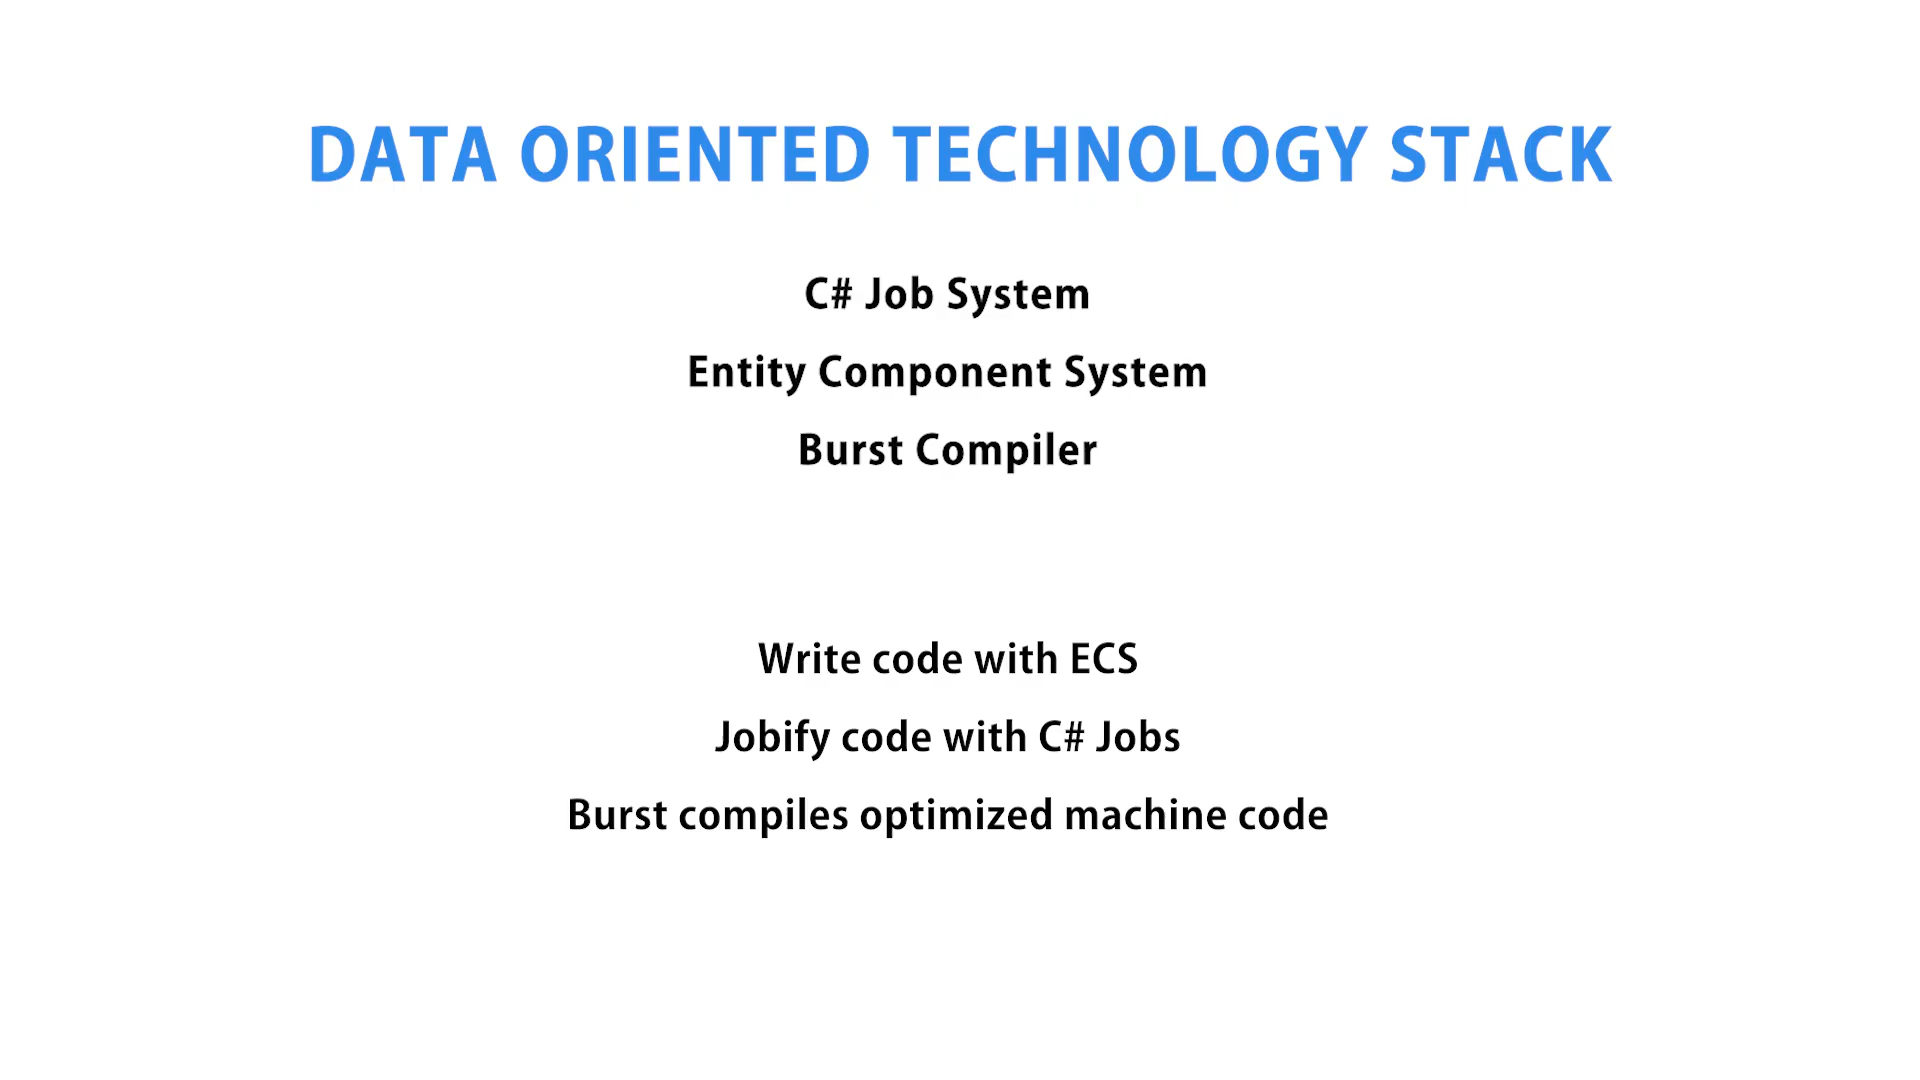 DATA ORIENTED TECHNOLOGY STACK
C# Job System
Entity Component System
Burst Compiler
Write code with ECS
Jobify code with C# Jobs
Burst compiles optimized machine code